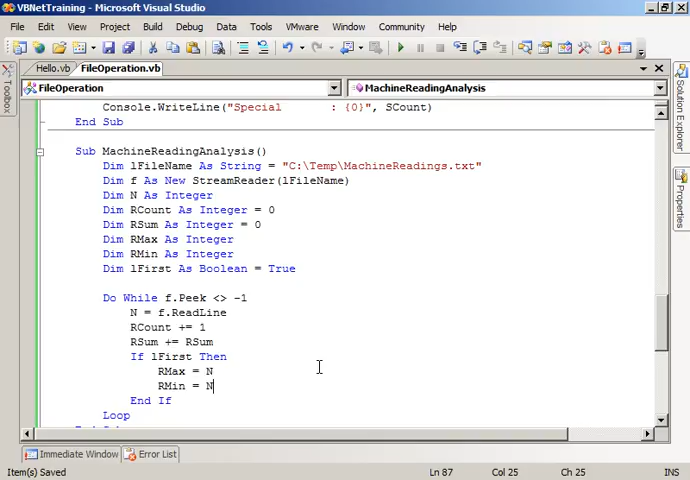 VBNetTraining - Microsoft Visual Studio
File Edit View Project Build Debug Data Tools VMware Window Community Help
Hello.vb FileOperation.vb
FileOperation MachineReadingAnalysis
Toolbox
Solution Explorer
Properties
Console.WriteLine("Special : {0}", SCount)
End Sub
Sub MachineReadingAnalysis()
Dim lFileName As String = "C:\Temp\MachineReadings.txt"
Dim f As New StreamReader(lFileName)
Dim N As Integer
Dim RCount As Integer = 0
Dim RSum As Integer = 0
Dim RMax As Integer
Dim RMin As Integer
Dim lFirst As Boolean = True
Do While f.Peek <> -1
N = f.ReadLine
RCount += 1
RSum += RSum
If lFirst Then
RMax = N
RMin = N
End If
Loop
Immediate Window Error List
Item(s) Saved Ln 87 Col 25 Ch 25 INS